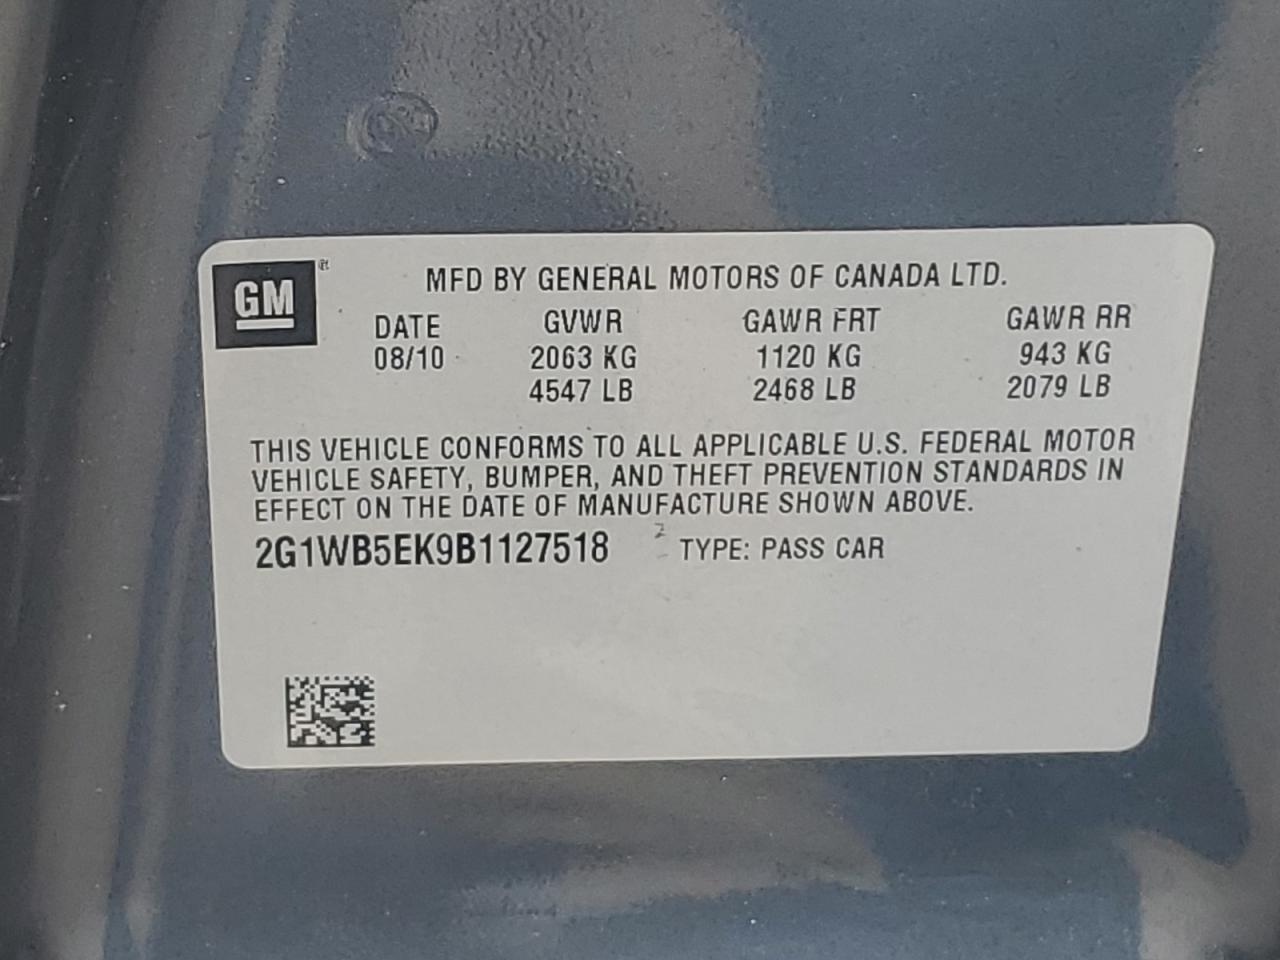 GM
MFD BY GENERAL MOTORS OF CANADA LTD.
DATE GVWR GAWR FRT GAWR RR
08/10 2063 KG 1120 KG 943 KG
4547 LB 2468 LB 2079 LB
THIS VEHICLE CONFORMS TO ALL APPLICABLE U.S. FEDERAL MOTOR
VEHICLE SAFETY, BUMPER, AND THEFT PREVENTION STANDARDS IN
EFFECT ON THE DATE OF MANUFACTURE SHOWN ABOVE.
2G1WB5EK9B1127518 TYPE: PASS CAR